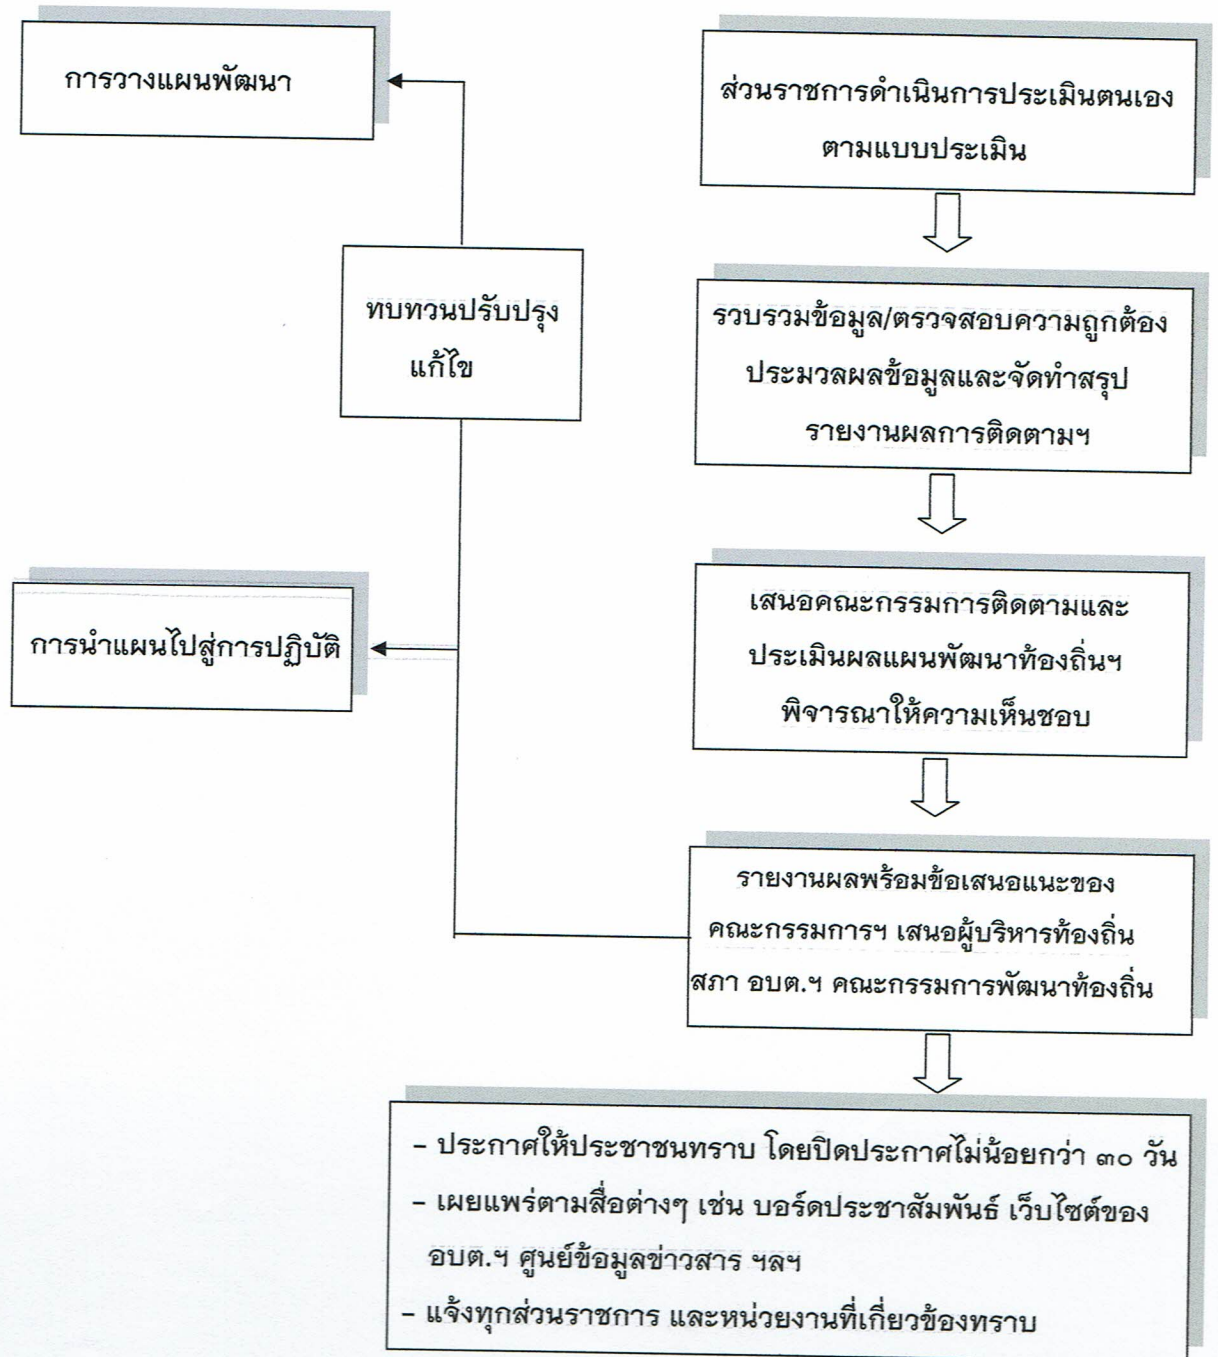 การวางแผนพัฒนา
ส่วนราชการดำเนินการประเมินตนเอง
ตามแบบประเมิน
ทบทวนปรับปรุง
แก้ไข
รวบรวมข้อมูล/ตรวจสอบความถูกต้อง
ประมวลผลข้อมูลและจัดทำสรุป
รายงานผลการติดตามฯ
การนำแผนไปสู่การปฏิบัติ
เสนอคณะกรรมการติดตามและ
ประเมินผลแผนพัฒนาท้องถิ่นฯ
พิจารณาให้ความเห็นชอบ
รายงานผลพร้อมข้อเสนอแนะของ
คณะกรรมการฯ เสนอผู้บริหารท้องถิ่น
สภา อบต.ฯ คณะกรรมการพัฒนาท้องถิ่น
– ประกาศให้ประชาชนทราบ โดยปิดประกาศไม่น้อยกว่า ๓๐ วัน
– เผยแพร่ตามสื่อต่างๆ เช่น บอร์ดประชาสัมพันธ์ เว็บไซต์ของ
อบต.ฯ ศูนย์ข้อมูลข่าวสาร ฯลฯ
– แจ้งทุกส่วนราชการ และหน่วยงานที่เกี่ยวข้องทราบ